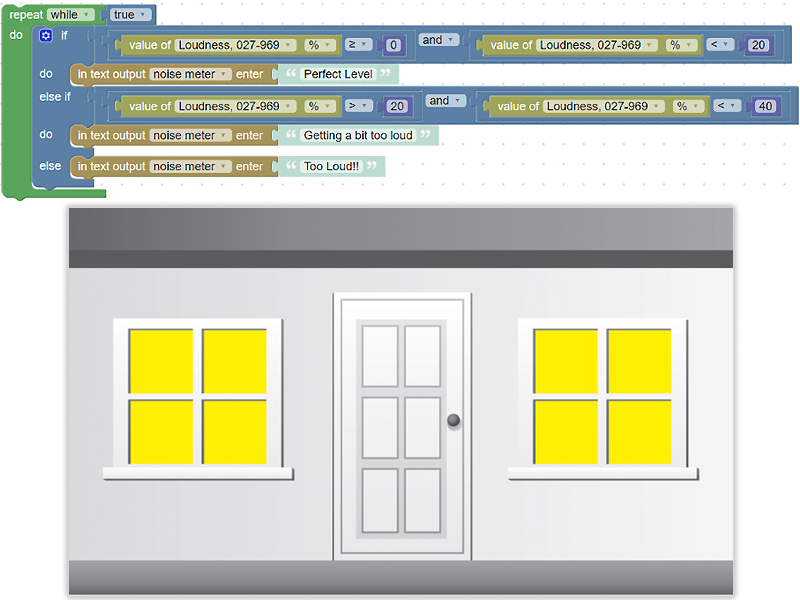 repeat while true
do if value of Loudness, 027-969 % ≥ 0 and value of Loudness, 027-969 % < 20
do in text output noise meter enter “ Perfect Level ”
else if value of Loudness, 027-969 % > 20 and value of Loudness, 027-969 % < 40
do in text output noise meter enter “ Getting a bit too loud ”
else in text output noise meter enter “ Too Loud!! ”